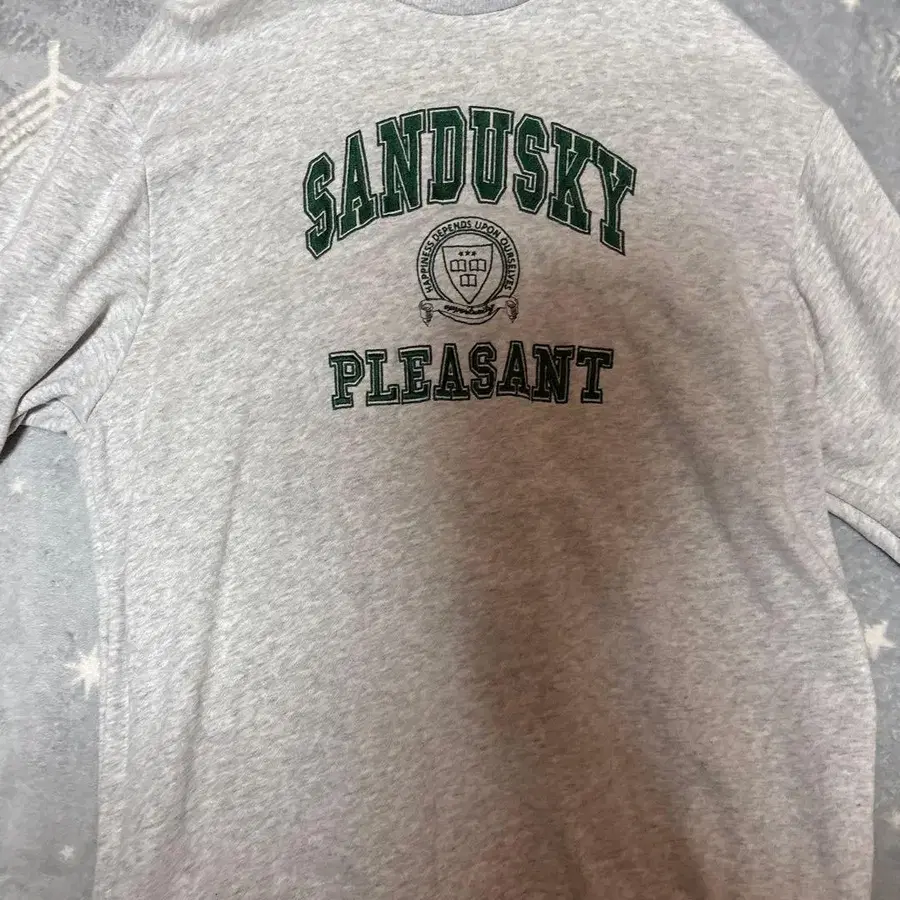 SANDUSKY
HAPPINESS DEPENDS UPON OURSELVES
PLEASANT